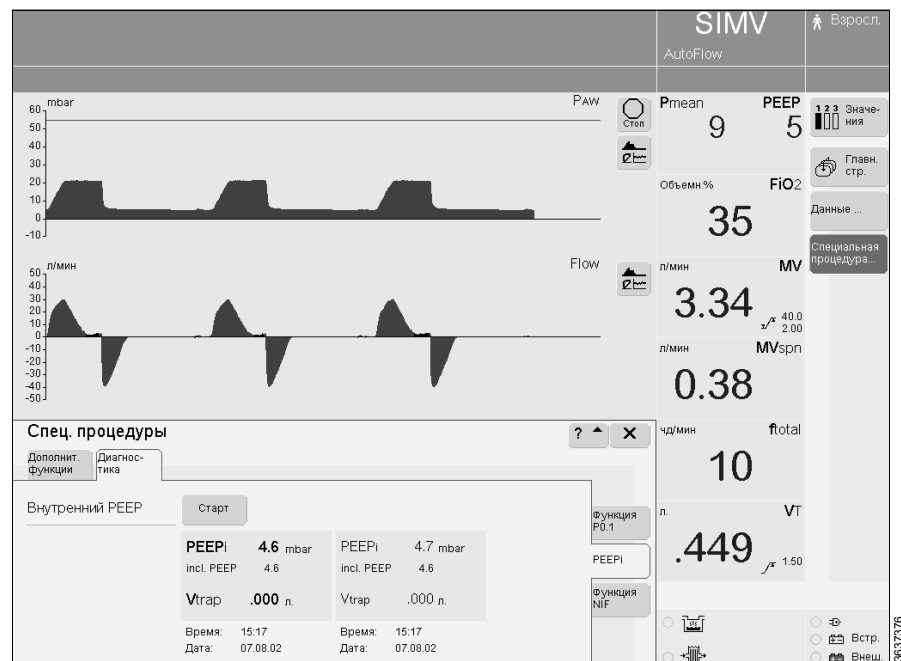 SIMV
AutoFlow
Взросл.
mbar
Paw
60
50
40
30
20
10
0
-10
Стоп
л/мин
Flow
50
40
30
20
10
0
-10
-20
-30
-40
-50
Pmean PEEP
9 5
Объемн.% FiO2
35
л/мин MV
3.34
40.0
2.00
л/мин MVspn
0.38
чд/мин ftotal
10
л. VT
.449
1.50
1 2 3 Значе-
ния
Главн.
стр.
Данные ...
Специальная
процедура...
Спец. процедуры
?
X
Дополнит.
функции
Диагнос-
тика
Внутренний PEEP
Старт
PEEPi 4.6 mbar
incl. PEEP 4.6
Vtrap .000 л.
Время: 15:17
Дата: 07.08.02
PEEPi 4.7 mbar
incl. PEEP 4.6
Vtrap .000 л.
Время: 15:17
Дата: 07.08.02
Функция
P0.1
PEEPi
Функция
NIF
Встр.
Внеш.
3637376